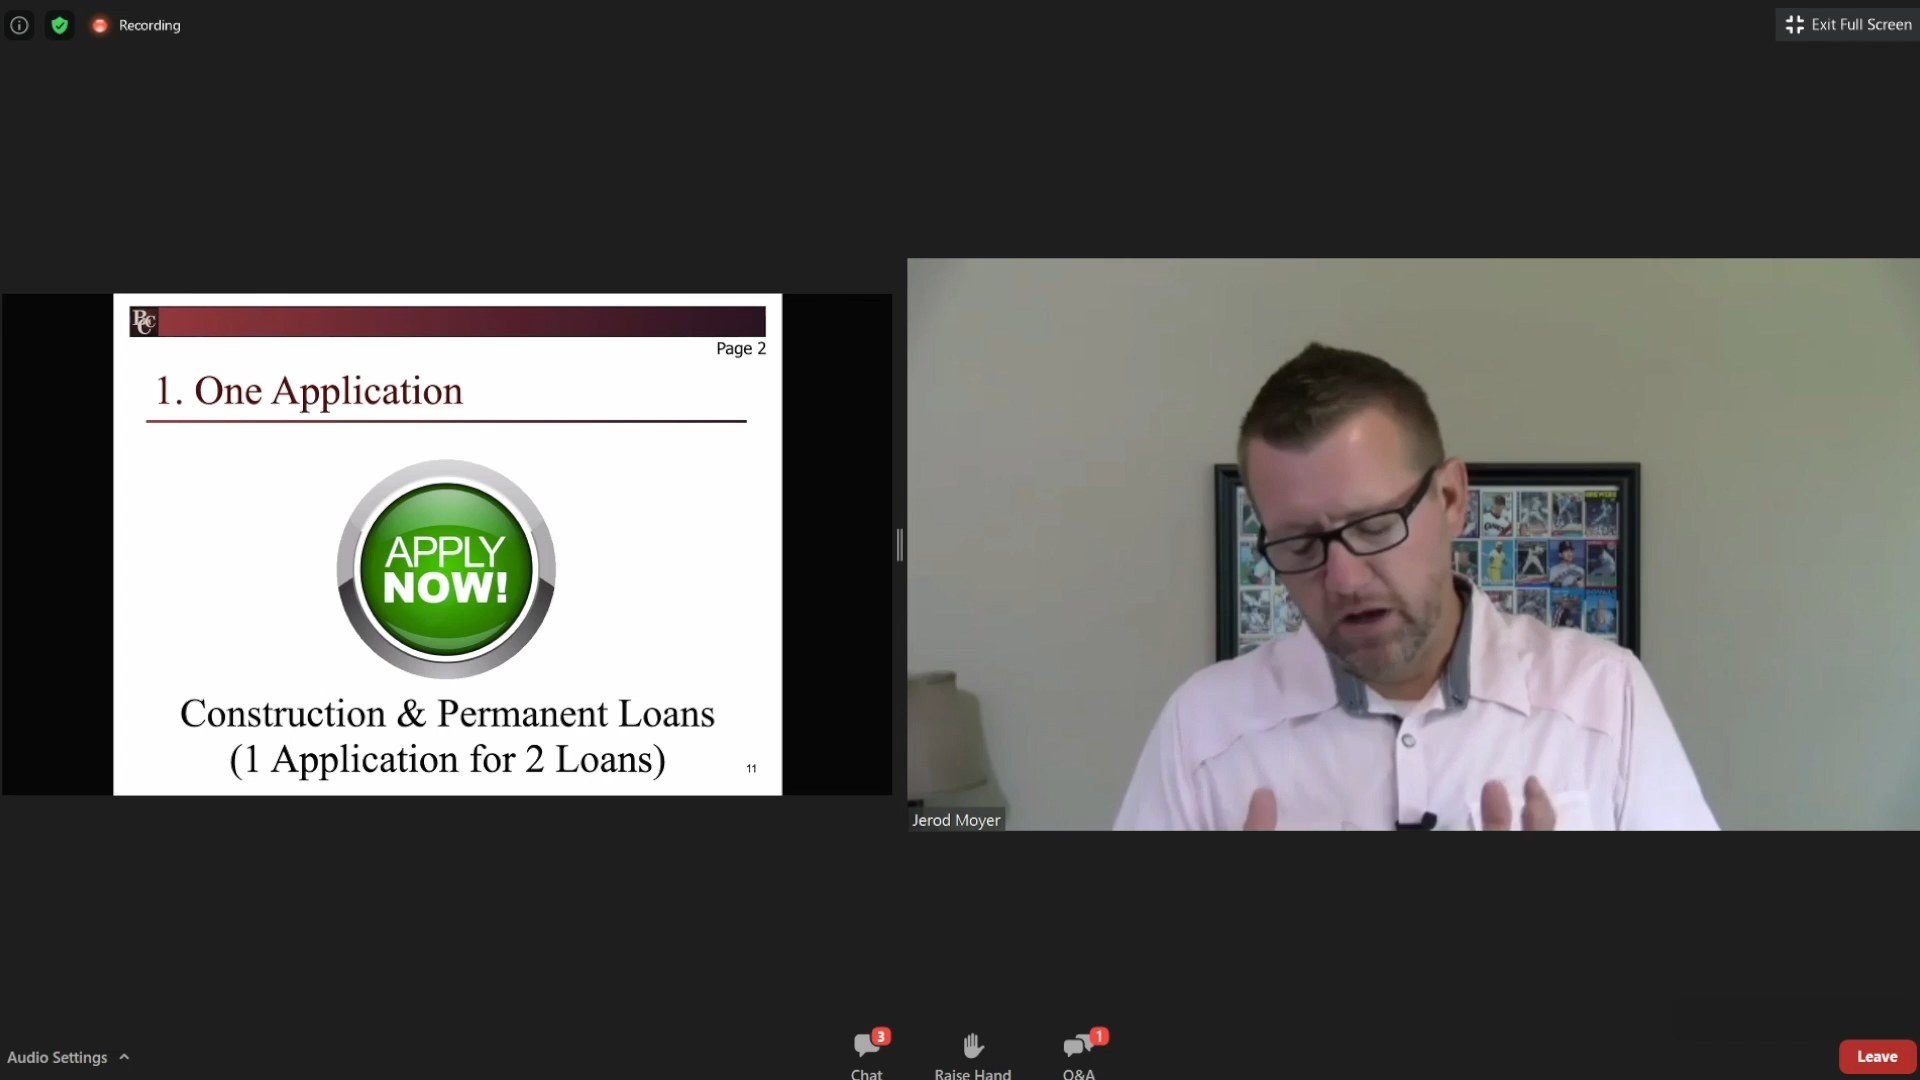 Recording
Exit Full Screen
PCC
Page 2
1. One Application
APPLY
NOW!
Construction & Permanent Loans
(1 Application for 2 Loans)
11
Jerod Moyer
Audio Settings
3
Chat
Raise Hand
1
Q&A
Leave